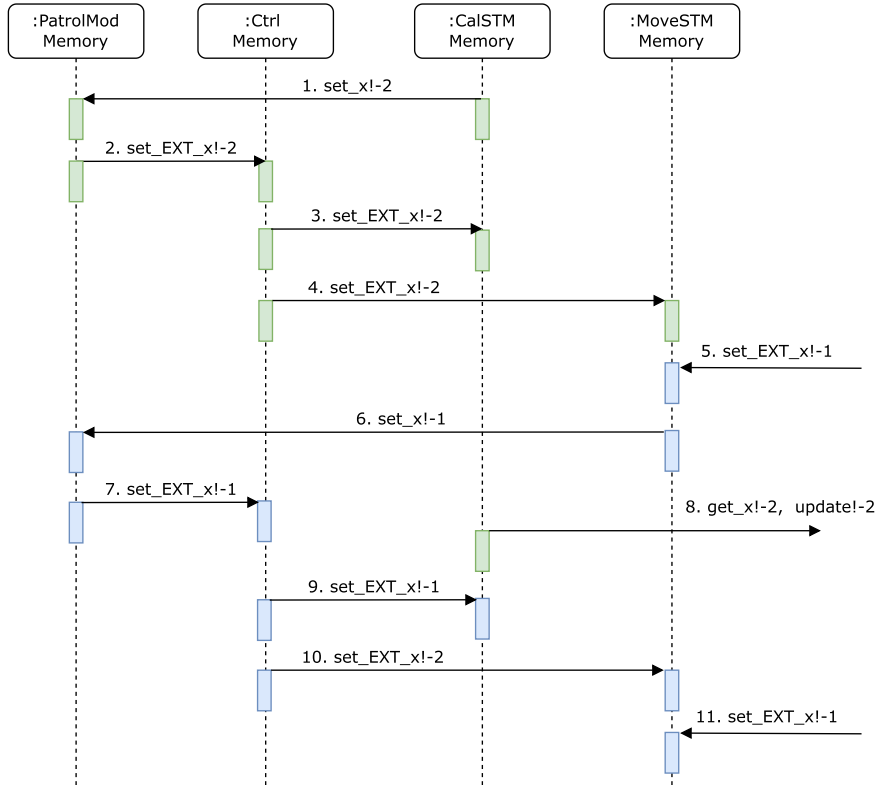 :PatrolMod
Memory
:Ctrl
Memory
:CalSTM
Memory
:MoveSTM
Memory
1. set_x!-2
2. set_EXT_x!-2
3. set_EXT_x!-2
4. set_EXT_x!-2
5. set_EXT_x!-1
6. set_x!-1
7. set_EXT_x!-1
8. get_x!-2, update!-2
9. set_EXT_x!-1
10. set_EXT_x!-2
11. set_EXT_x!-1